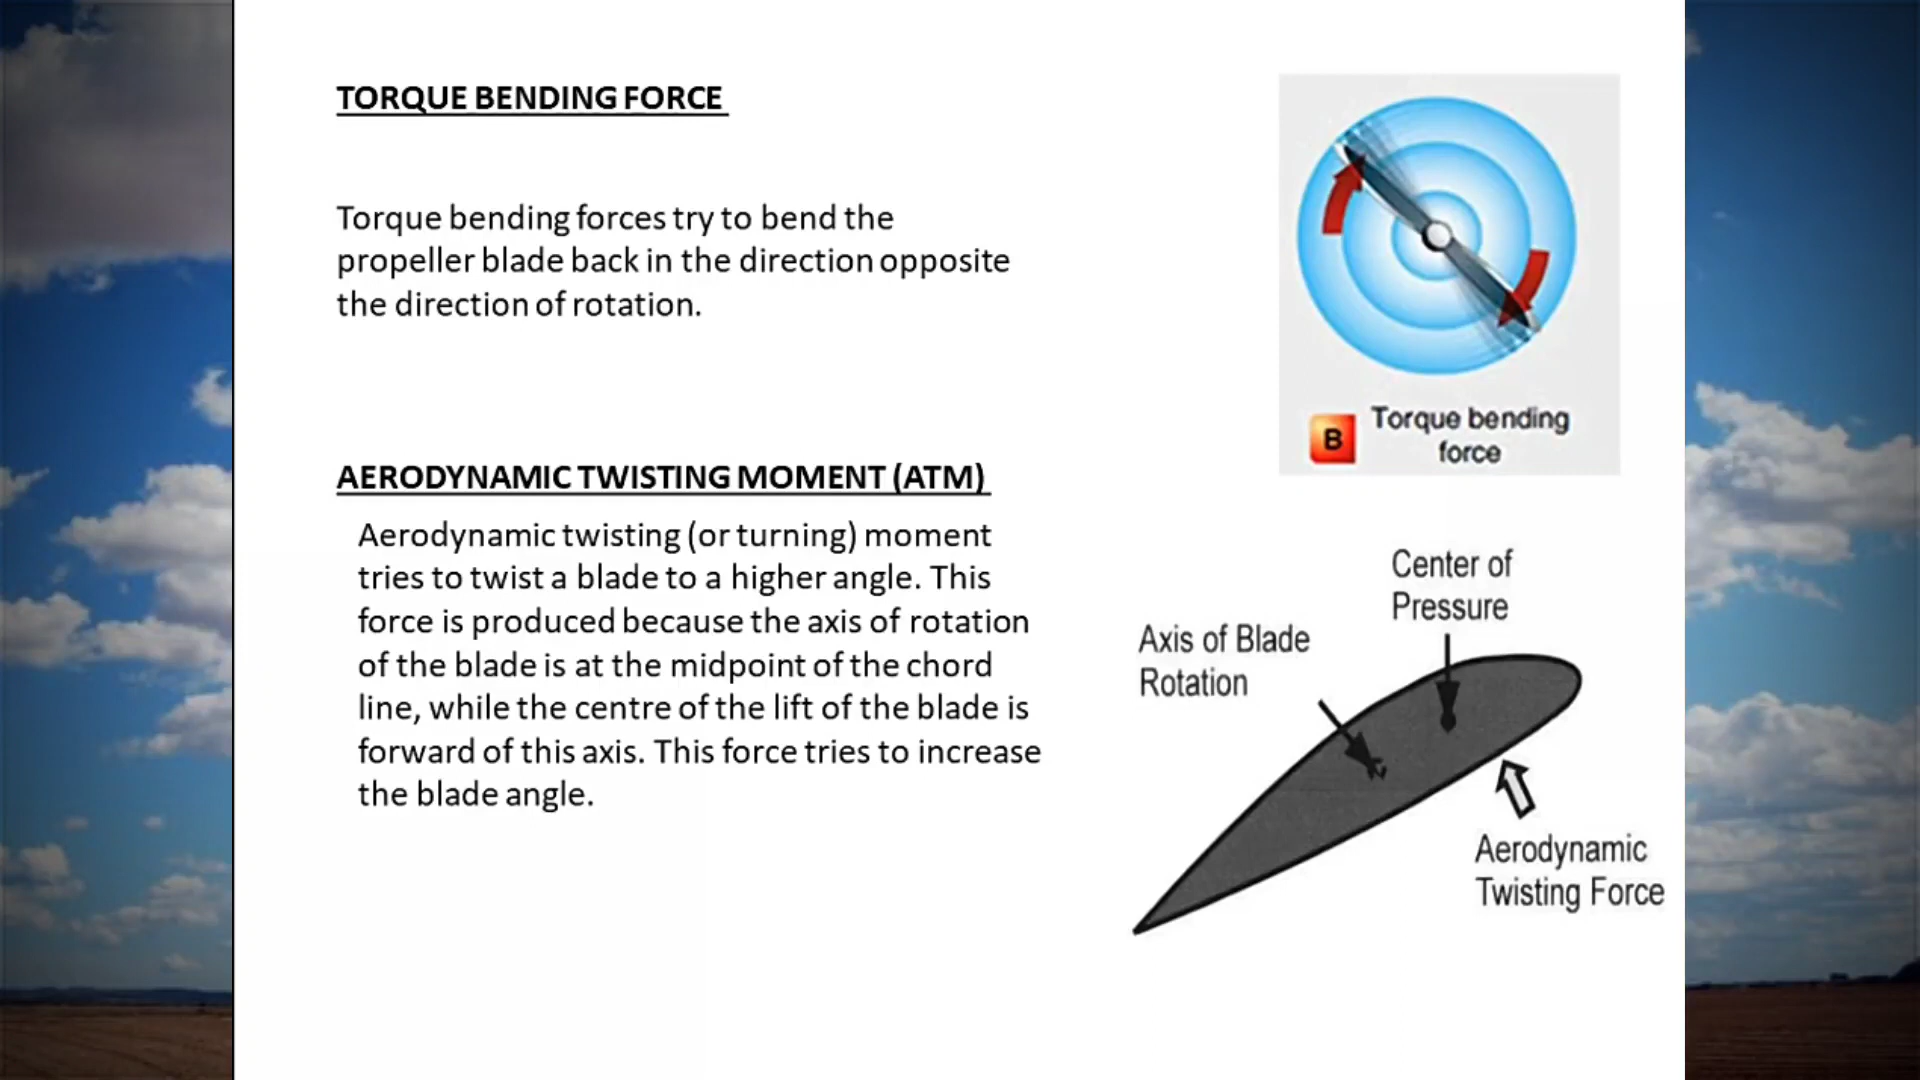 TORQUE BENDING FORCE
Torque bending forces try to bend the
propeller blade back in the direction opposite
the direction of rotation.
B
Torque bending
force
AERODYNAMIC TWISTING MOMENT (ATM)
Aerodynamic twisting (or turning) moment
tries to twist a blade to a higher angle. This
force is produced because the axis of rotation
of the blade is at the midpoint of the chord
line, while the centre of the lift of the blade is
forward of this axis. This force tries to increase
the blade angle.
Center of
Pressure
Axis of Blade
Rotation
Aerodynamic
Twisting Force